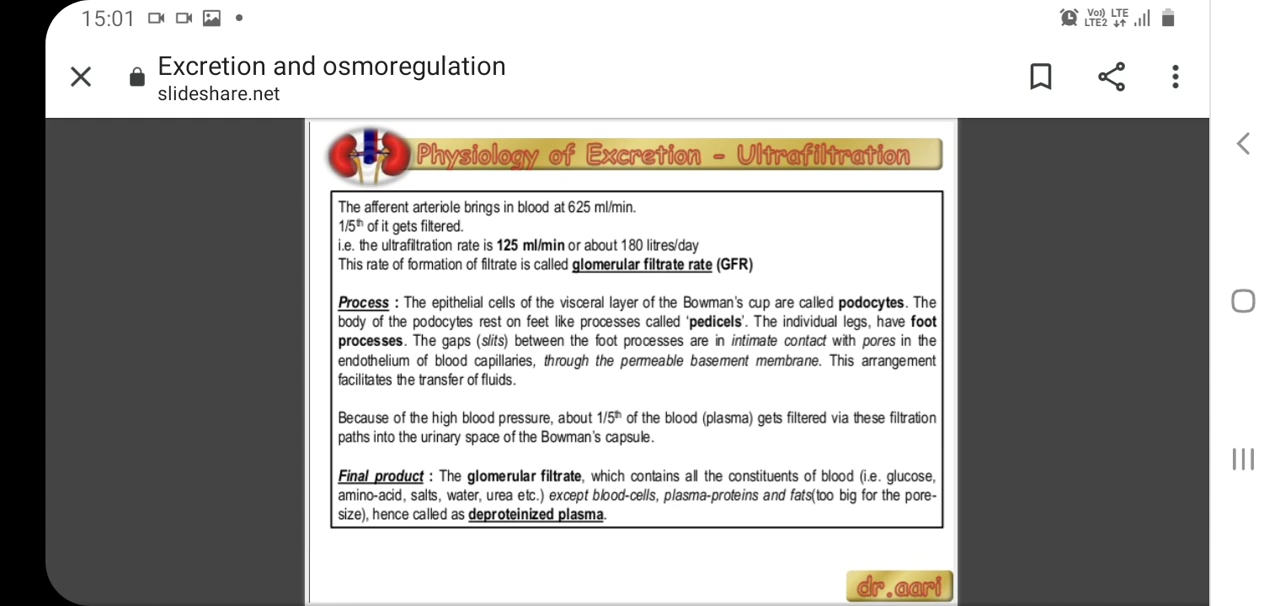 15:01
Vo)) LTE
LTE2
Excretion and osmoregulation
slideshare.net
Physiology of Excretion - Ultrafiltration
The afferent arteriole brings in blood at 625 ml/min.
1/5th of it gets filtered.
i.e. the ultrafiltration rate is 125 ml/min or about 180 litres/day
This rate of formation of filtrate is called glomerular filtrate rate (GFR)
Process : The epithelial cells of the visceral layer of the Bowman's cup are called podocytes. The
body of the podocytes rest on feet like processes called 'pedicels'. The individual legs, have foot
processes. The gaps (slits) between the foot processes are in intimate contact with pores in the
endothelium of blood capillaries, through the permeable basement membrane. This arrangement
facilitates the transfer of fluids.
Because of the high blood pressure, about 1/5th of the blood (plasma) gets filtered via these filtration
paths into the urinary space of the Bowman's capsule.
Final product : The glomerular filtrate, which contains all the constituents of blood (i.e. glucose,
amino-acid, salts, water, urea etc.) except blood-cells, plasma-proteins and fats(too big for the pore-
size), hence called as deproteinized plasma.
dr.aarif